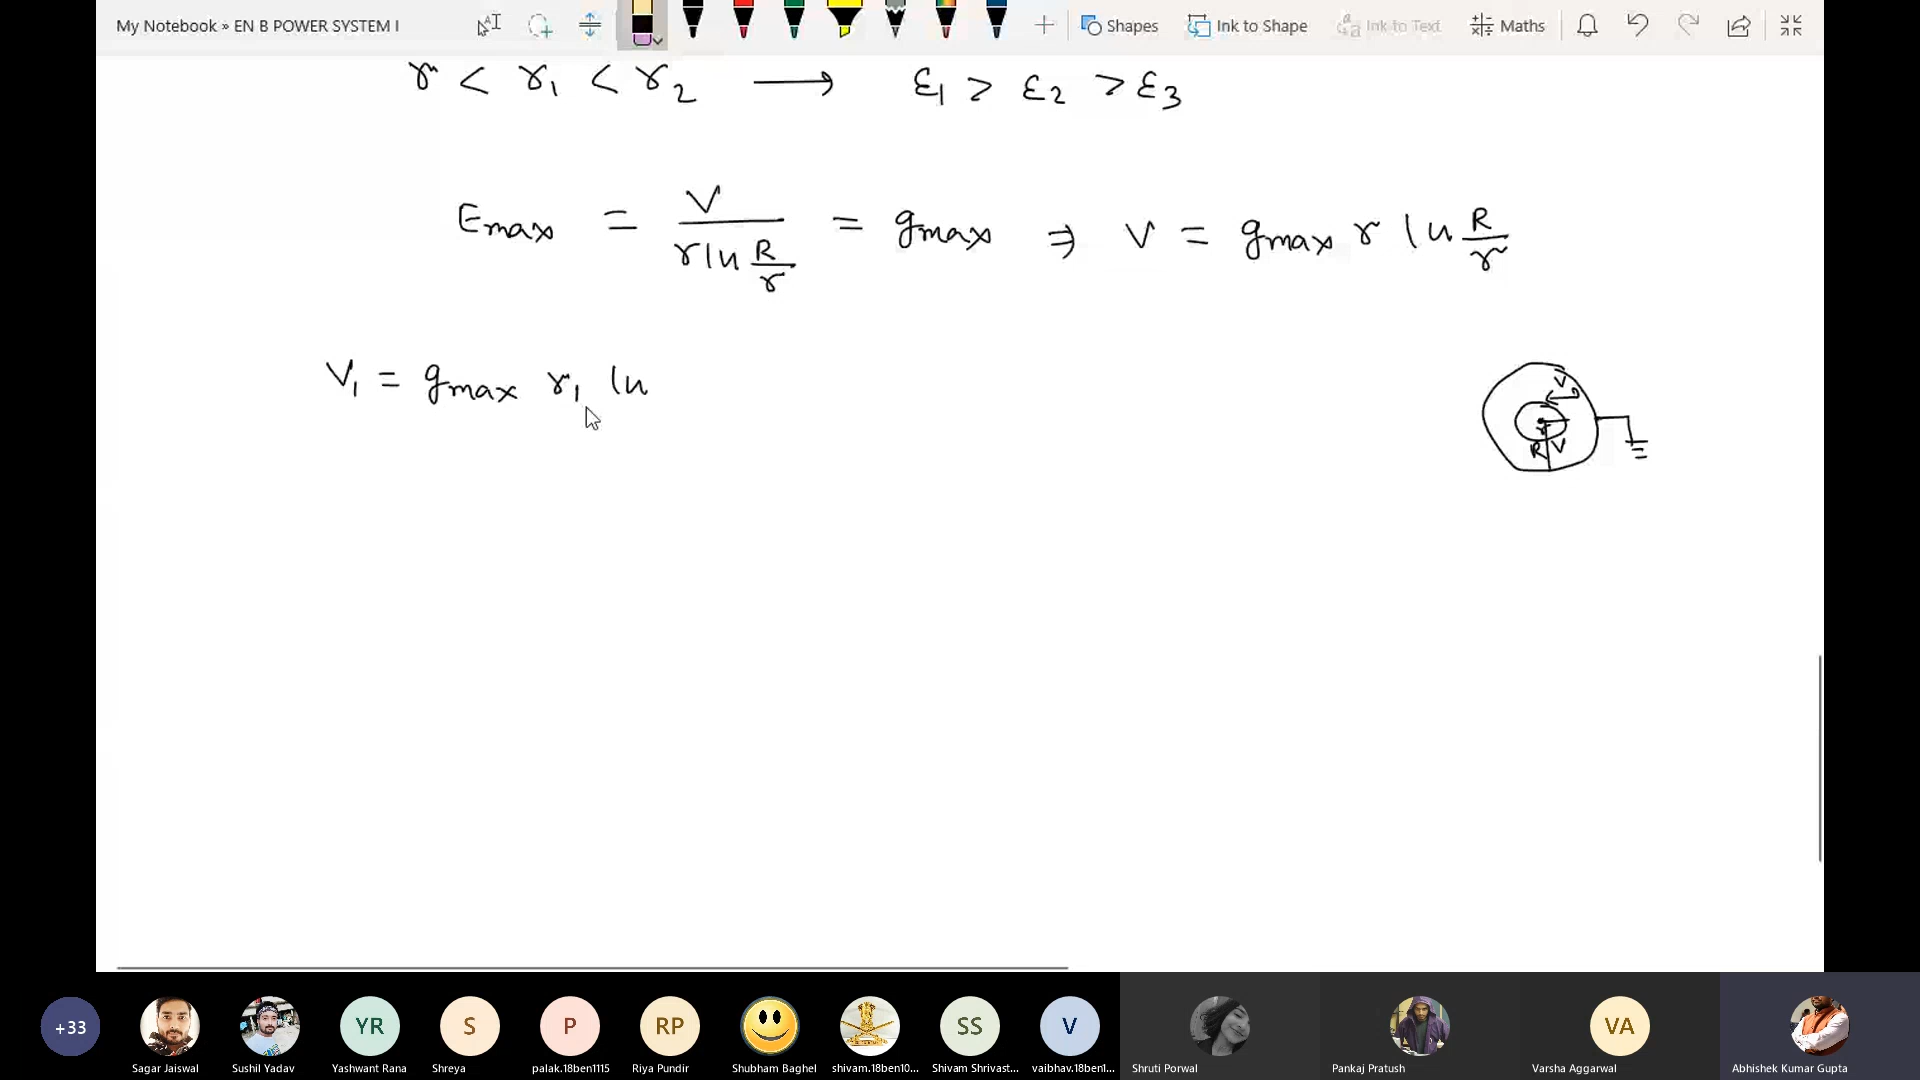 My Notebook » EN B POWER SYSTEM I
Shapes
Ink to Shape
Ink to Text
Maths
r < r₁ < r₂ ⟶ ε₁ > ε₂ > ε₃
Emax = V / (r ln R/r) = gmax ⇒ V = gmax r ln R/r
V₁ = gmax r₁ ln
V
r
R V
+33
YR
S
P
RP
SS
V
VA
Sagar Jaiswal
Sushil Yadav
Yashwant Rana
Shreya
palak.18ben1115
Riya Pundir
Shubham Baghel
shivam.18ben10...
Shivam Shrivast...
vaibhav.18ben1...
Shruti Porwal
Pankaj Pratush
Varsha Aggarwal
Abhishek Kumar Gupta